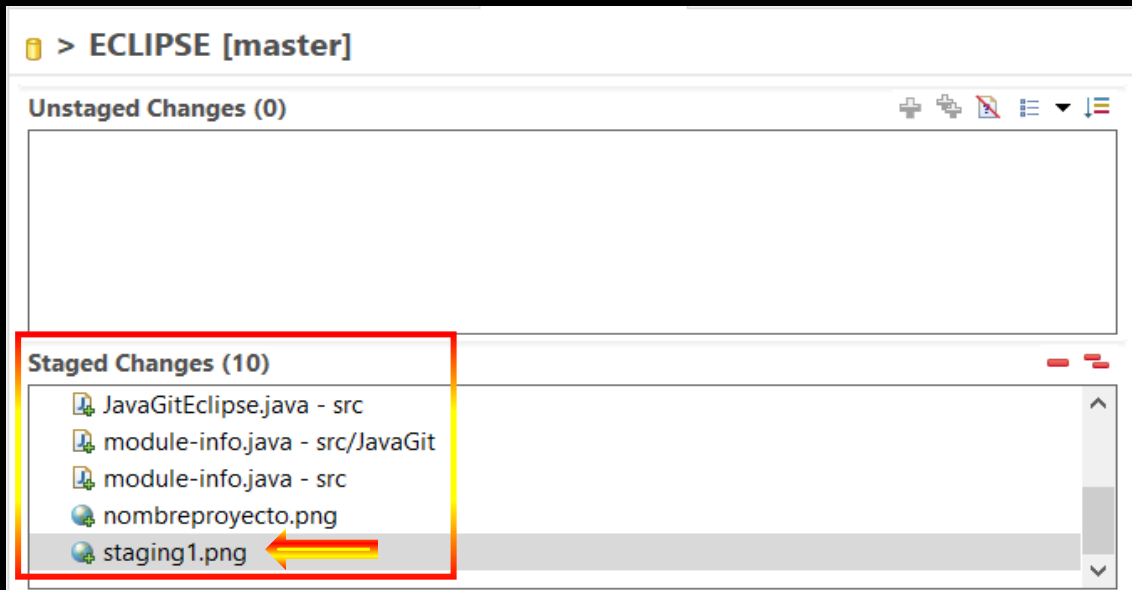 > ECLIPSE [master]
Unstaged Changes (0)
Staged Changes (10)
JavaGitEclipse.java - src
module-info.java - src/JavaGit
module-info.java - src
nombreproyecto.png
staging1.png